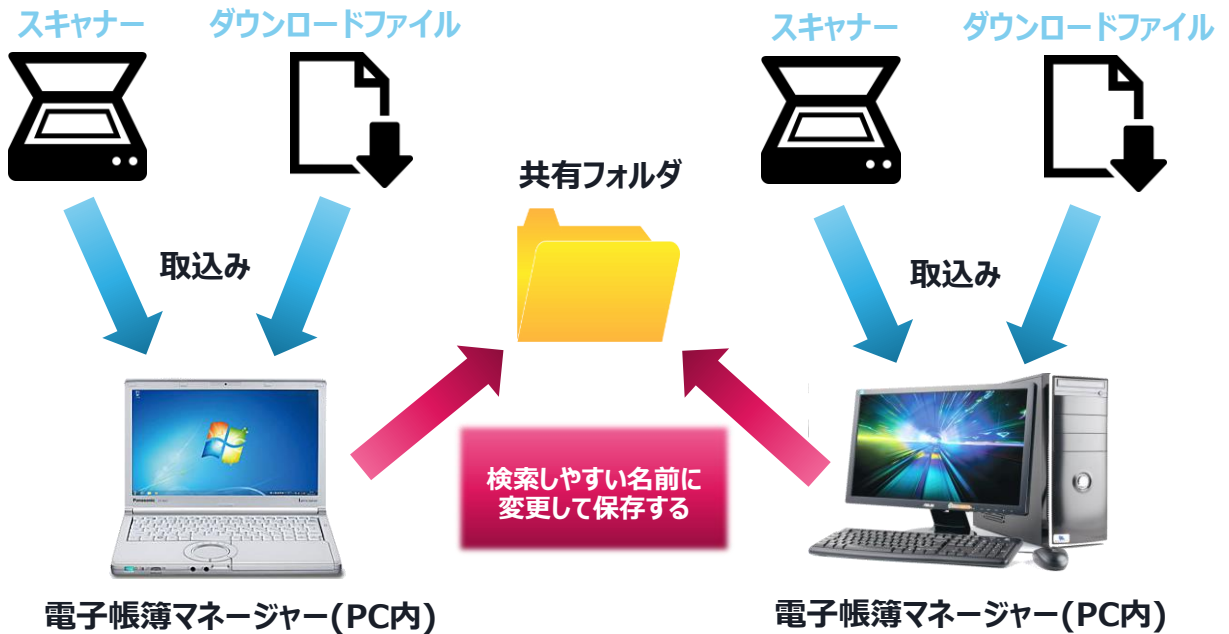 スキャナー
ダウンロードファイル
スキャナー
ダウンロードファイル
共有フォルダ
取込み
取込み
検索しやすい名前に
変更して保存する
Panasonic
電子帳簿マネージャー(PC内)
電子帳簿マネージャー(PC内)